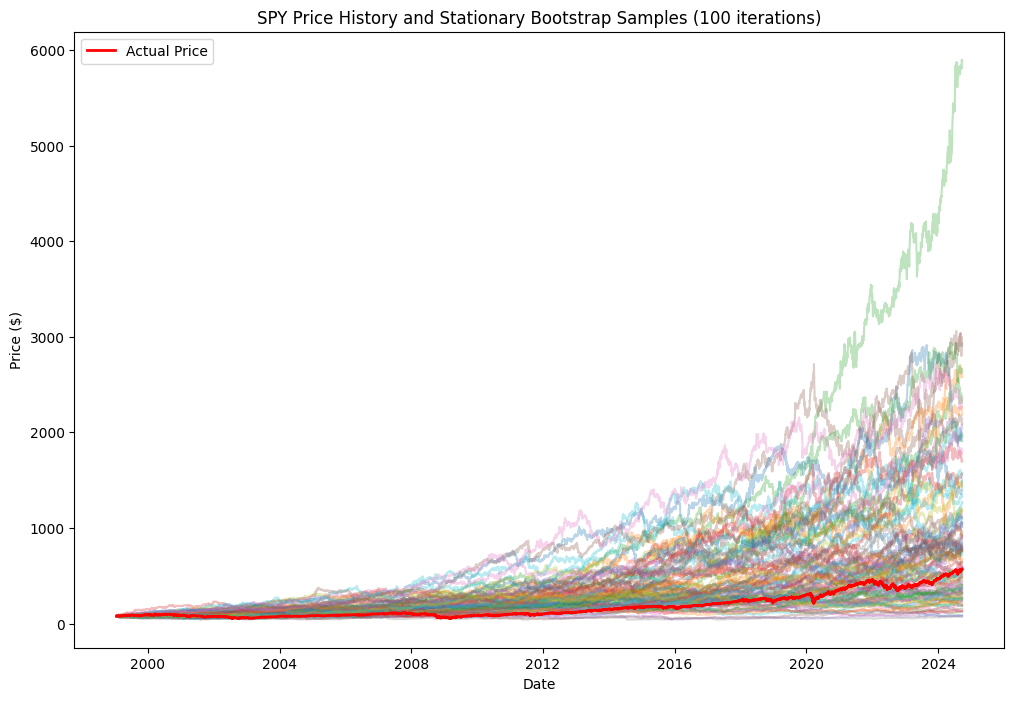 SPY Price History and Stationary Bootstrap Samples (100 iterations)
Actual Price
6000
5000
4000
3000
2000
1000
0
Price ($)
2000 2004 2008 2012 2016 2020 2024
Date